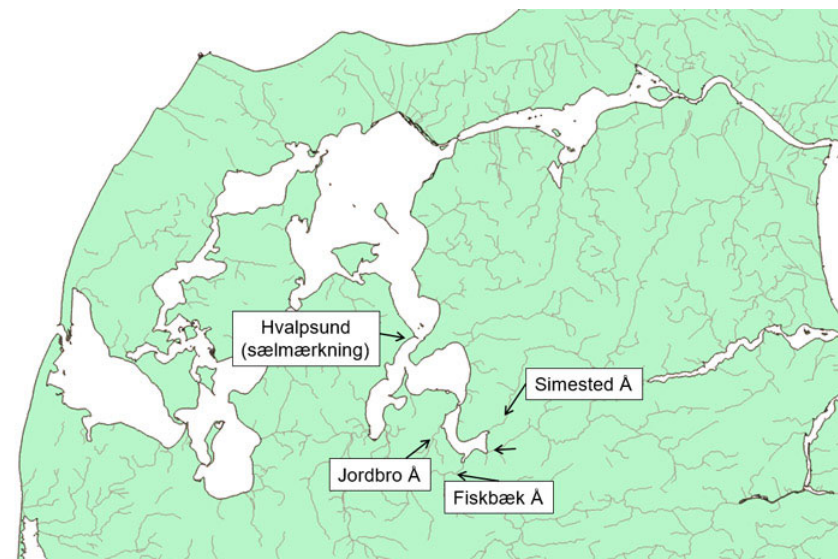 Hvalpsund
(sælmærkning)
Simested Å
Jordbro Å
Fiskbæk Å